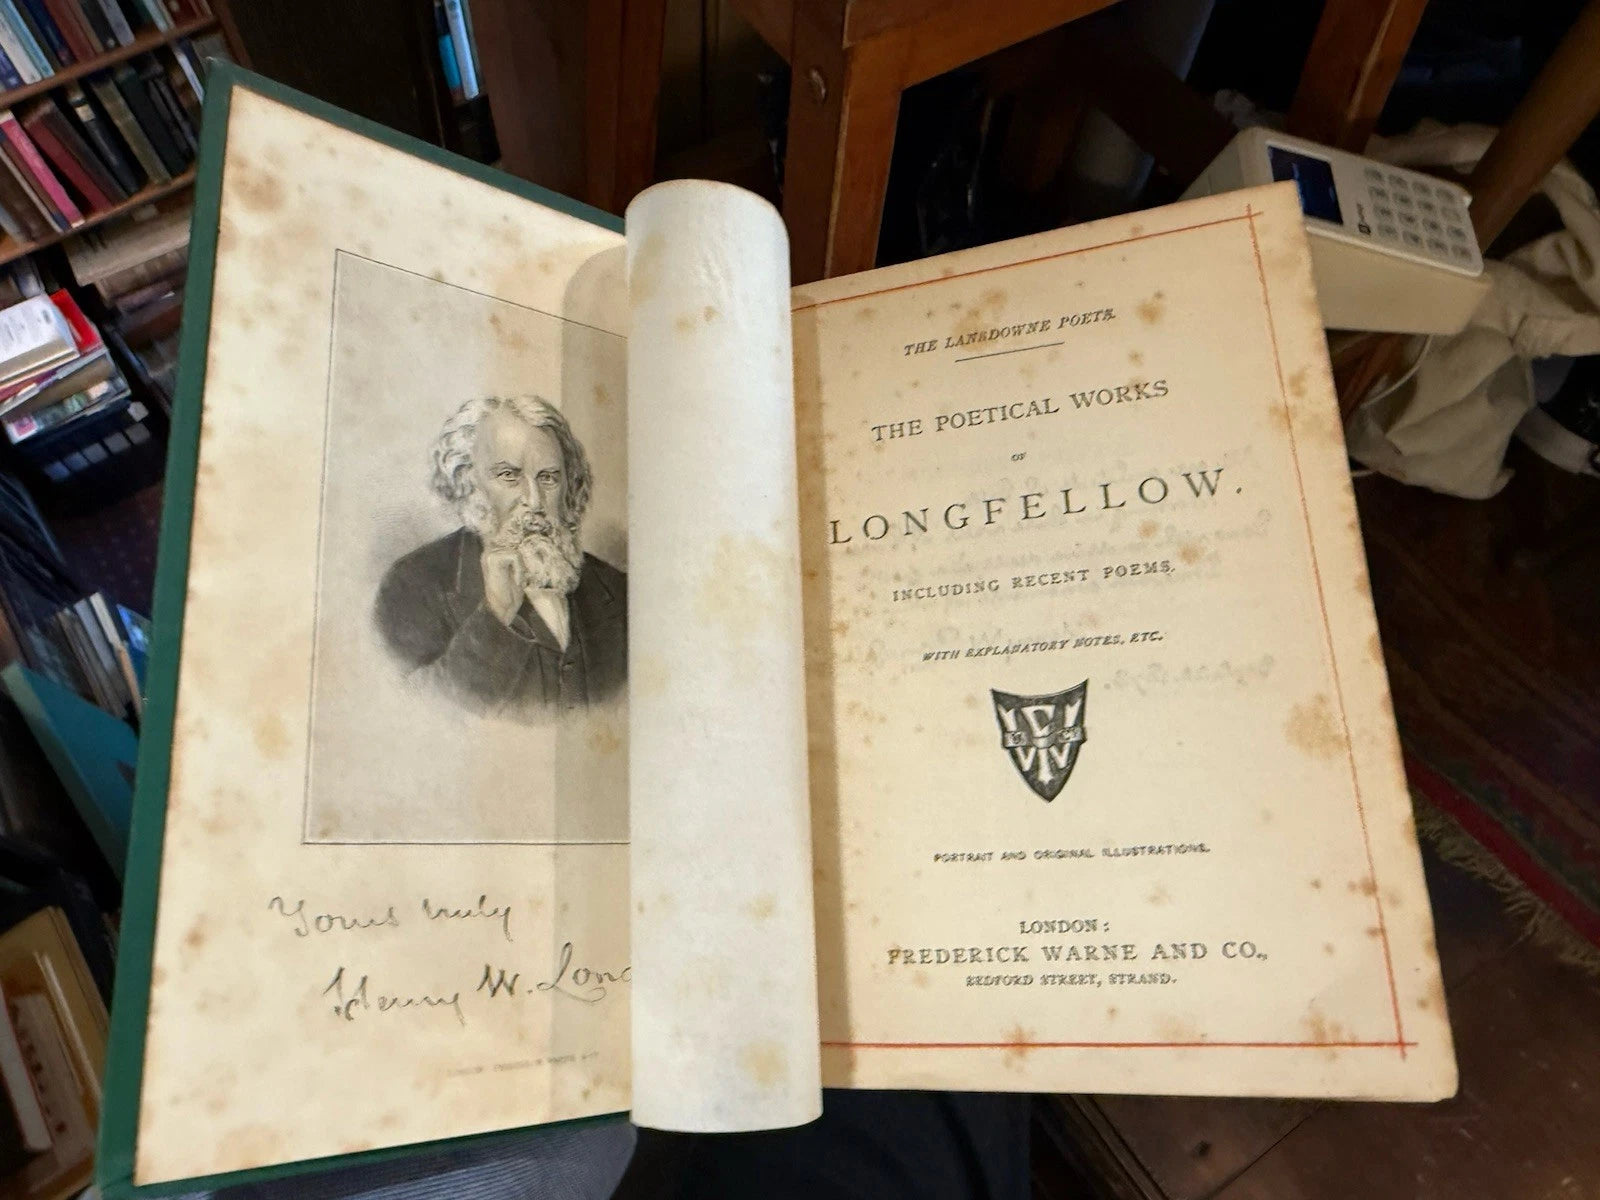 Yours truly
Henry W. Long
THE LANSDOWNE POETS.
THE POETICAL WORKS
OF
LONGFELLOW.
INCLUDING RECENT POEMS.
WITH EXPLANATORY NOTES, ETC.
PORTRAIT AND ORIGINAL ILLUSTRATIONS.
LONDON:
FREDERICK WARNE AND CO.,
BEDFORD STREET, STRAND.